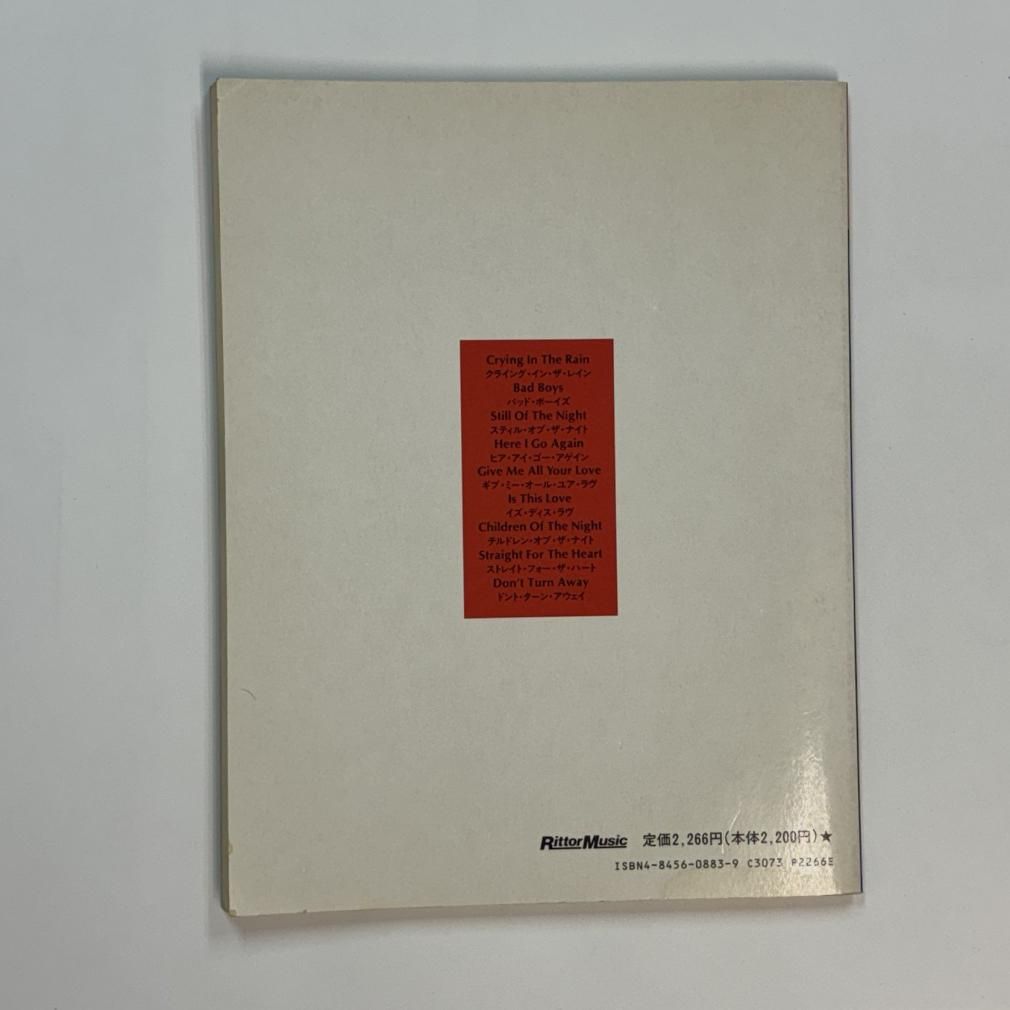 Crying In The Rain
クライング・イン・ザ・レイン
Bad Boys
バッド・ボーイズ
Still Of The Night
スティル・オブ・ザ・ナイト
Here I Go Again
ヒア・アイ・ゴー・アゲイン
Give Me All Your Love
ギブ・ミー・オール・ユア・ラヴ
Is This Love
イズ・ディス・ラヴ
Children Of The Night
チルドレン・オブ・ザ・ナイト
Straight For The Heart
ストレイト・フォー・ザ・ハート
Don't Turn Away
ドント・ターン・アウェイ
RittorMusic 定価2,266円(本体2,200円)★
ISBN4-8456-0883-9 C3073 P2266E